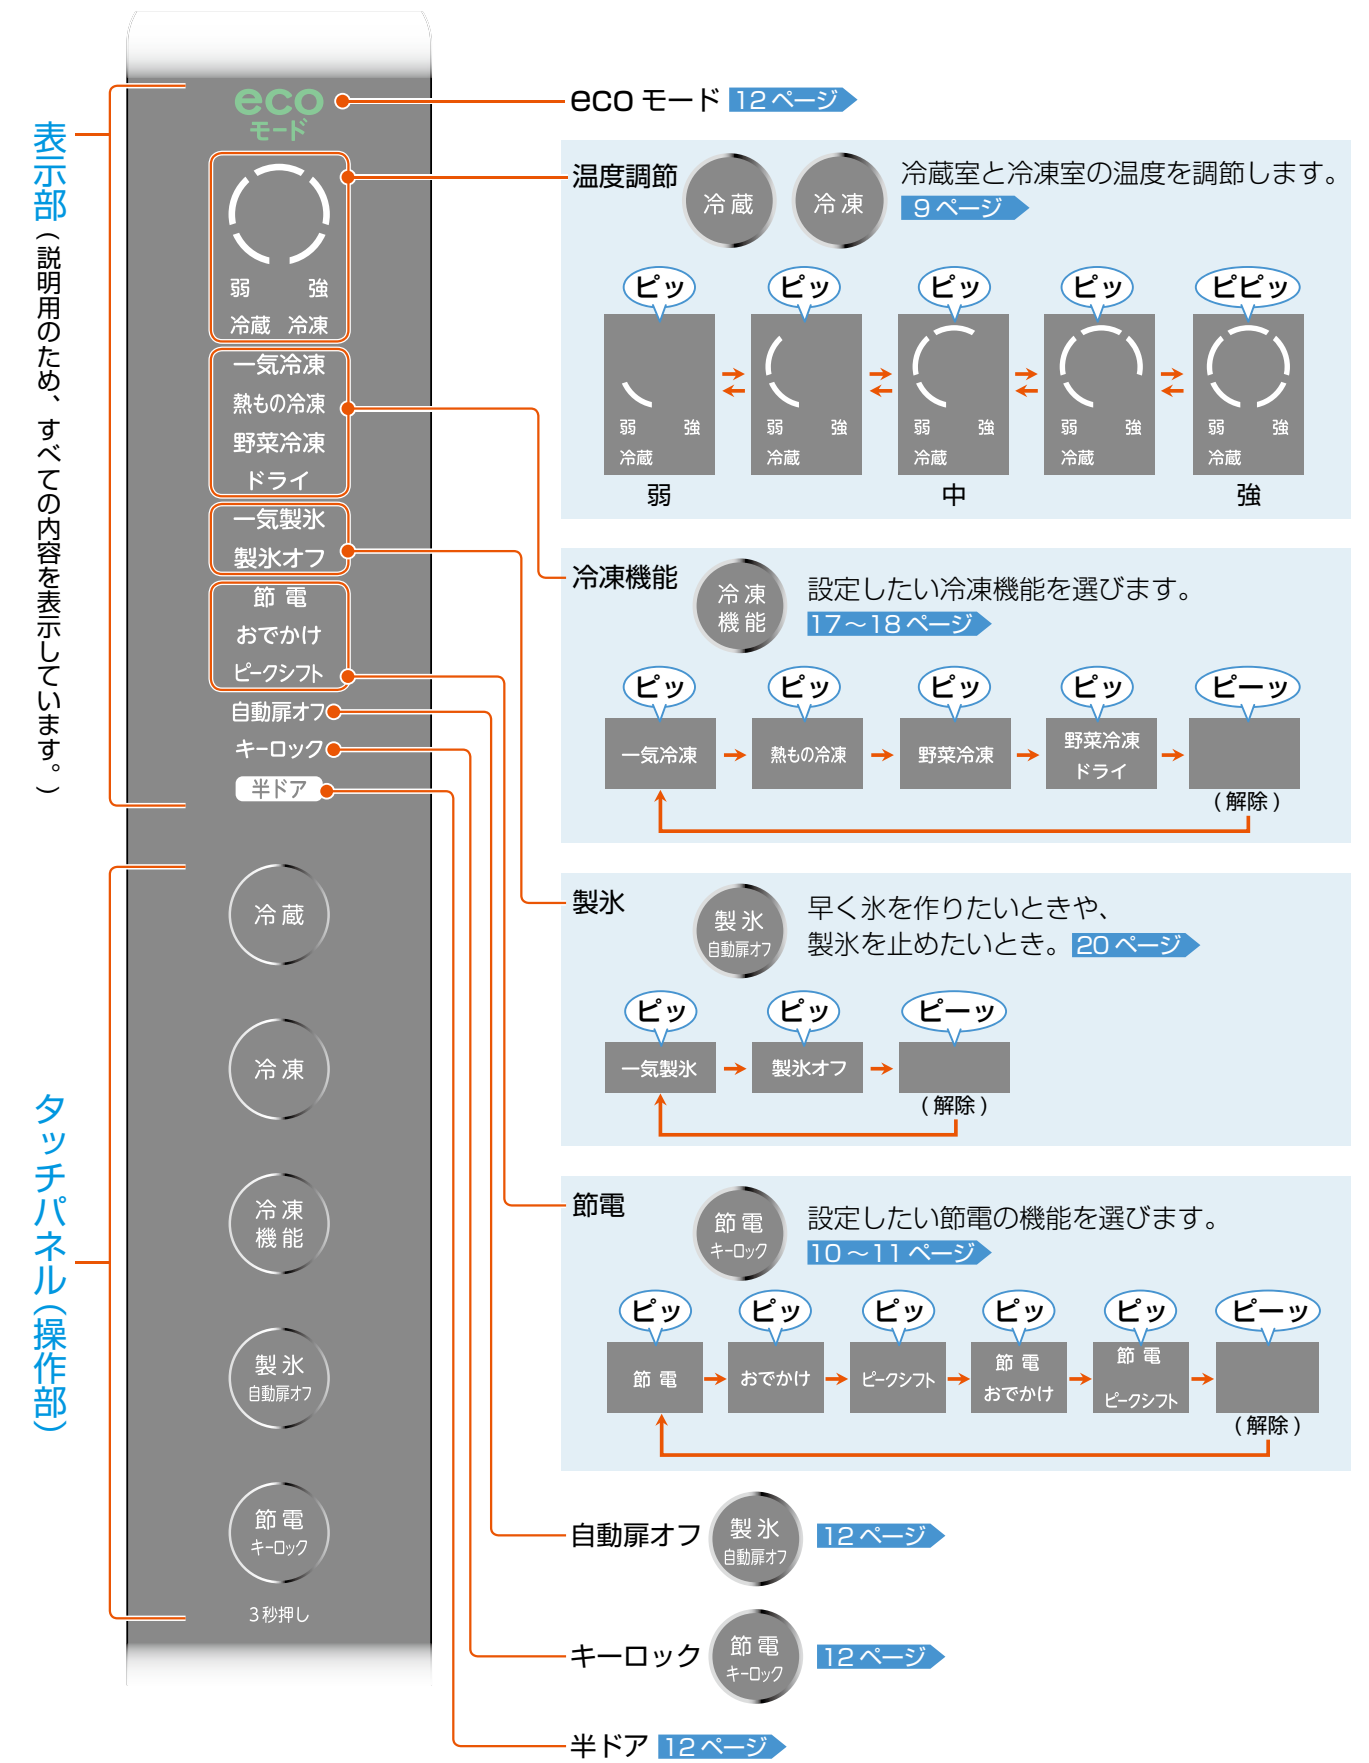 表示部(説明用のため、すべての内容を表示しています。)
eco
モード
弱 強
冷蔵 冷凍
一気冷凍
熱もの冷凍
野菜冷凍
ドライ
一気製氷
製氷オフ
節電
おでかけ
ピークシフト
自動扉オフ
キーロック
半ドア
タッチパネル(操作部)
冷蔵
冷凍
冷凍
機能
製氷
自動扉オフ
節電
キーロック
3秒押し
ecoモード 12ページ
温度調節 冷蔵 冷凍 冷蔵室と冷凍室の温度を調節します。
9ページ
ピッ ピッ ピッ ピッ ピピッ
弱 強 弱 強 弱 強 弱 強 弱 強
冷蔵 冷蔵 冷蔵 冷蔵 冷蔵
弱 中 強
冷凍機能 冷凍 設定したい冷凍機能を選びます。
機能 17~18ページ
ピッ ピッ ピッ ピッ ピーッ
一気冷凍 熱もの冷凍 野菜冷凍 野菜冷凍
ドライ
(解除)
製氷 製氷 早く氷を作りたいときや、
自動扉オフ 製氷を止めたいとき。 20ページ
ピッ ピッ ピーッ
一気製氷 製氷オフ
(解除)
節電 節電 設定したい節電の機能を選びます。
キーロック 10~11ページ
ピッ ピッ ピッ ピッ ピッ ピーッ
節電 おでかけ ピークシフト 節電 節電
おでかけ ピークシフト
(解除)
自動扉オフ 製氷 12ページ
自動扉オフ
キーロック 節電 12ページ
キーロック
半ドア 12ページ